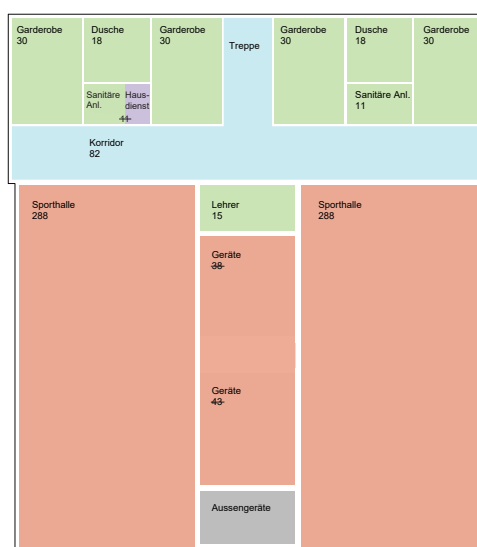 Garderobe
30
Dusche
18
Garderobe
30
Treppe
Garderobe
30
Dusche
18
Garderobe
30
Sanitäre
Anl.
Haus-
dienst
11
Sanitäre Anl.
11
Korridor
82
Sporthalle
288
Lehrer
15
Sporthalle
288
Geräte
38
Geräte
43
Aussengeräte